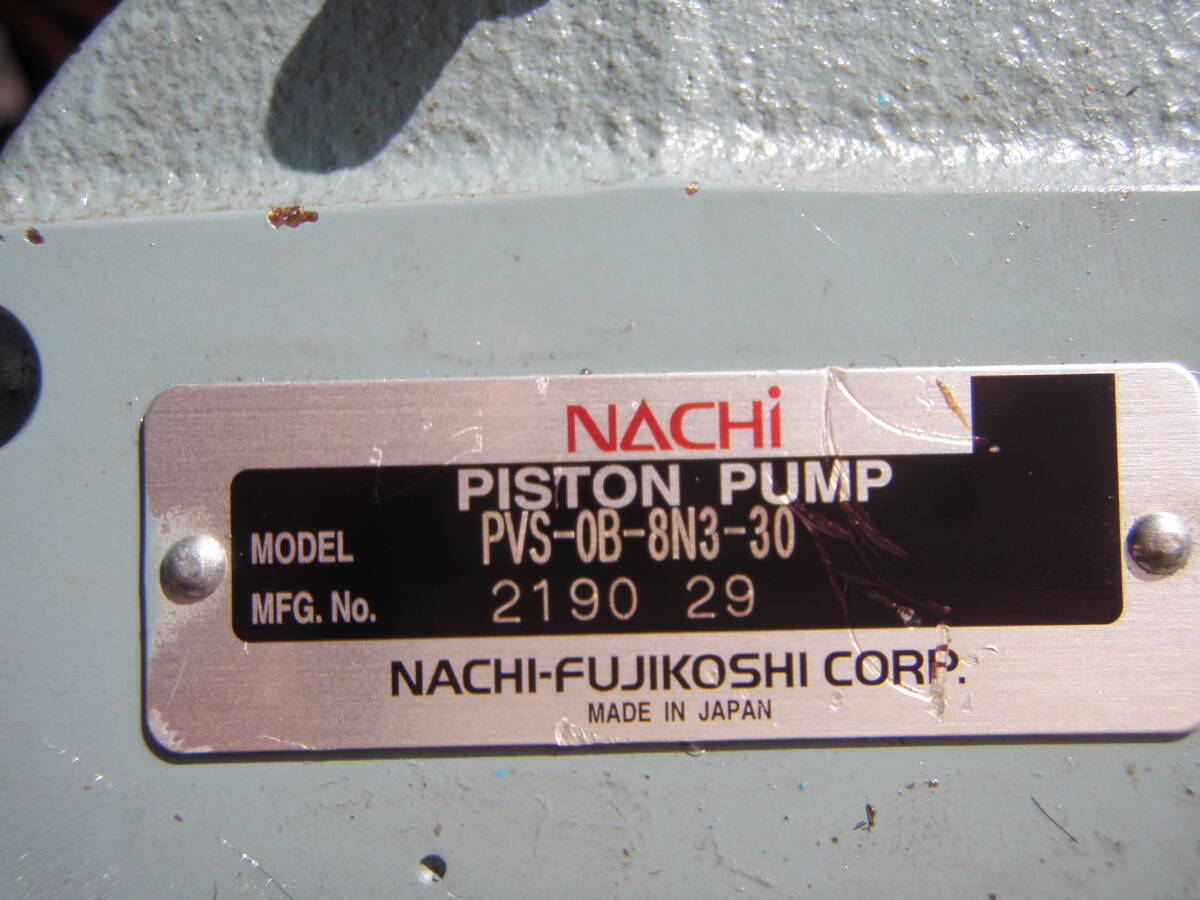 NACHi
PISTON PUMP
MODEL PVS-0B-8N3-30
MFG. No. 2190 29
NACHI-FUJIKOSHI CORP.
MADE IN JAPAN